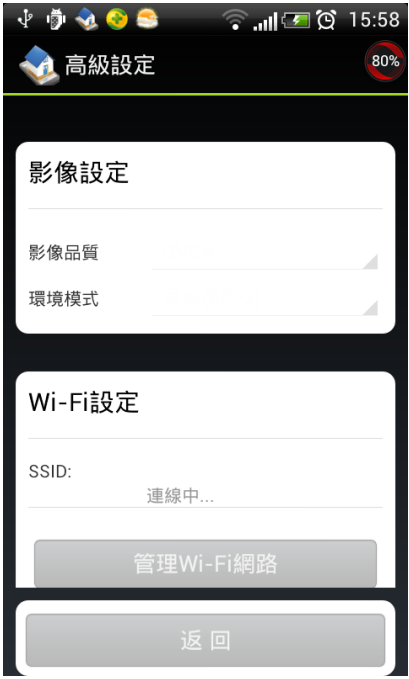 15:58
高級設定
80%
影像設定
影像品質
環境模式
Wi-Fi設定
SSID:
連線中...
管理Wi-Fi網路
返回